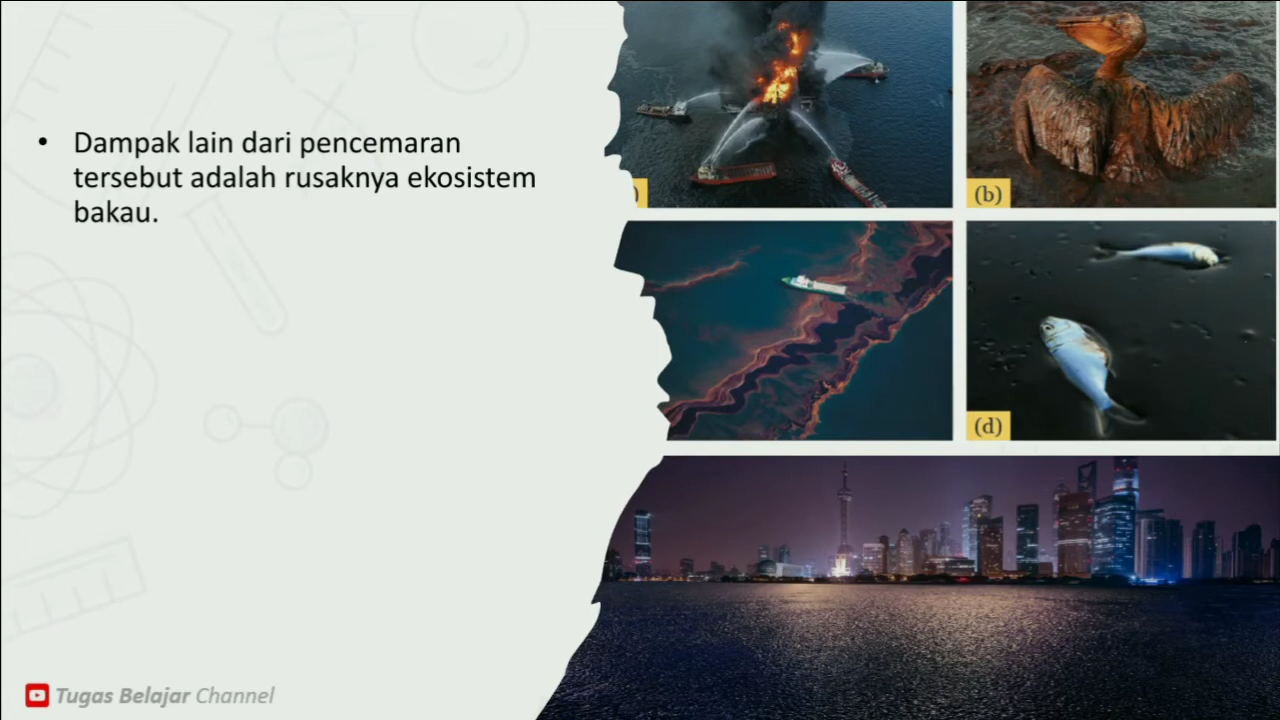 • Dampak lain dari pencemaran
tersebut adalah rusaknya ekosistem
bakau.
)
(b)
(d)
Tugas Belajar Channel